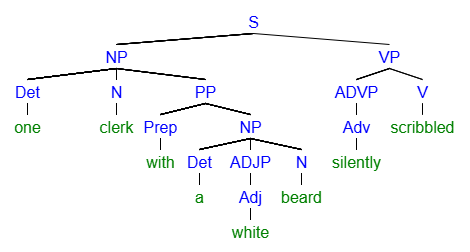 S
NP VP
Det N PP ADVP V
one clerk Prep NP Adv scribbled
with Det ADJP N silently
a Adj beard
white